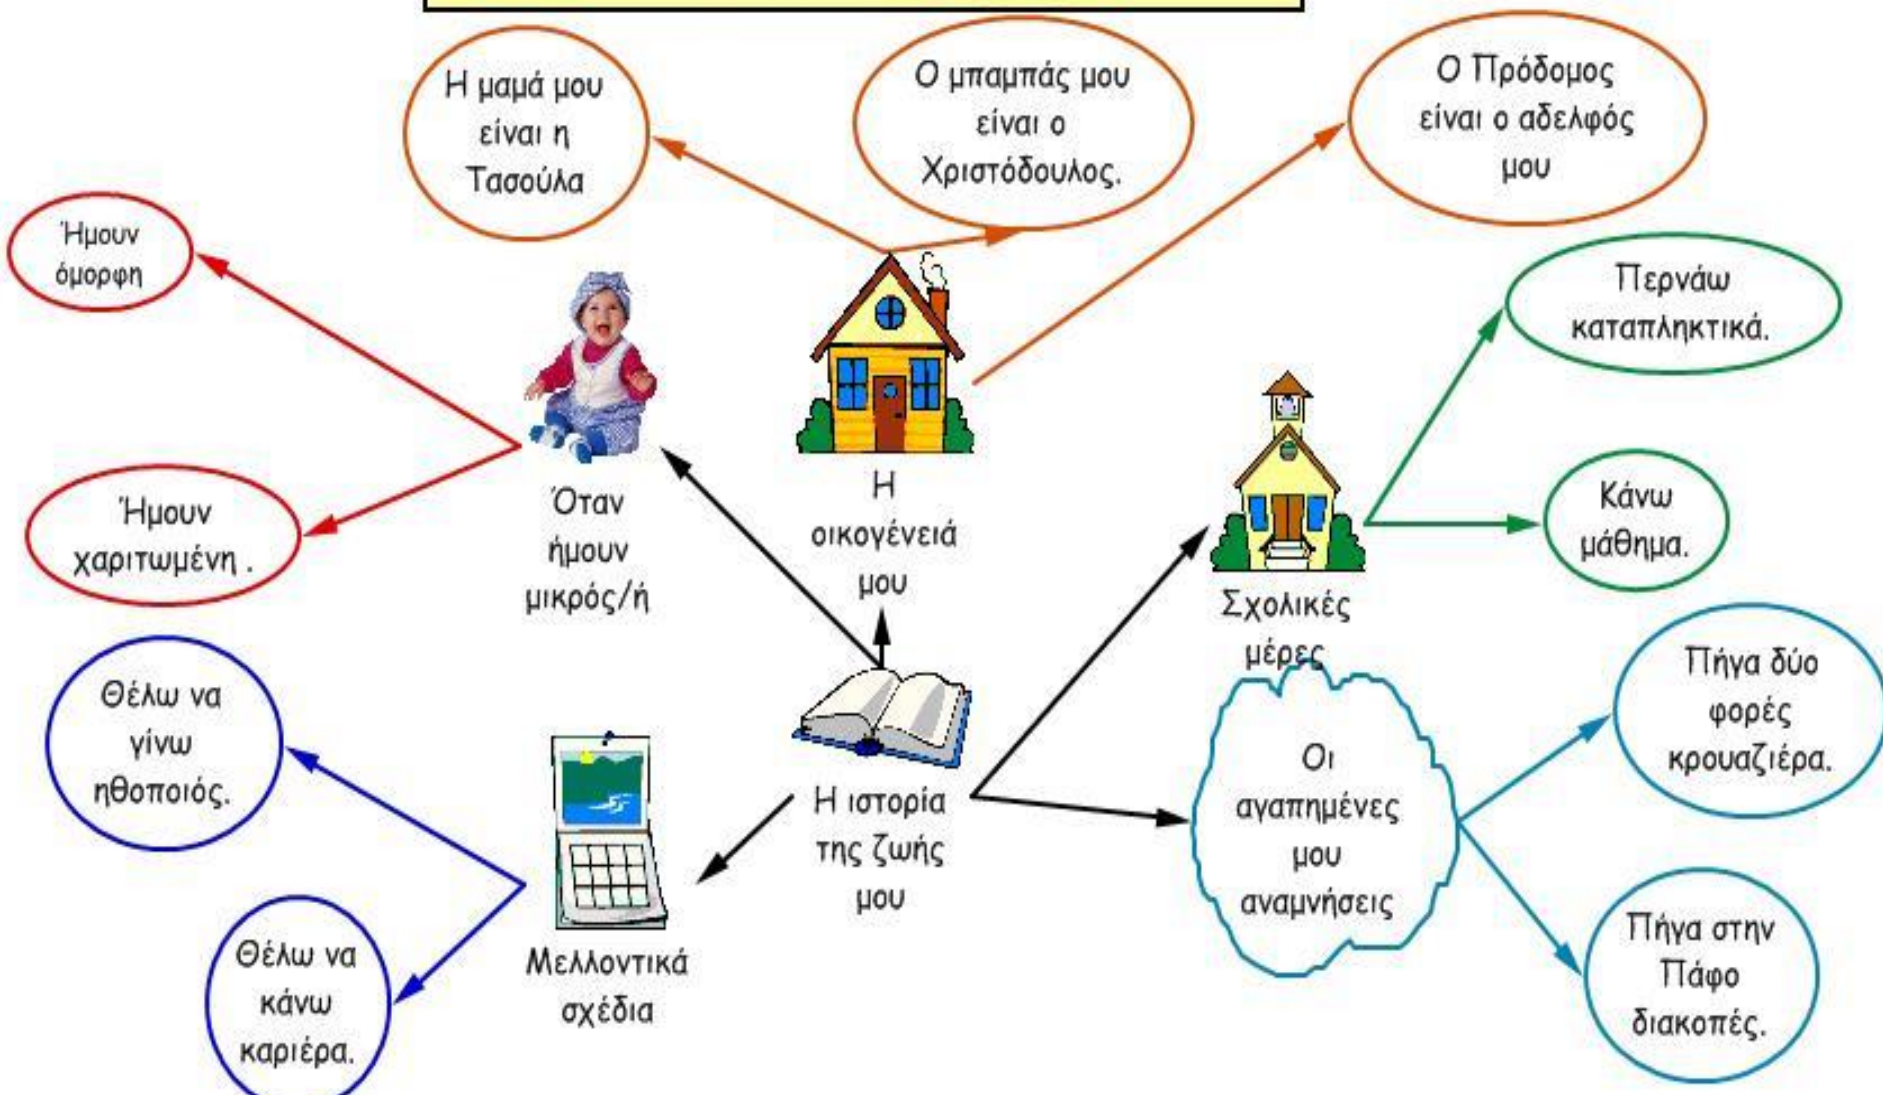 Η μαμά μου
είναι η
Τασούλα
Ο μπαμπάς μου
είναι ο
Χριστόδουλος.
Ο Πρόδομος
είναι ο αδελφός
μου
Ήμουν
όμορφη
Περνάω
καταπληκτικά.
Ήμουν
χαριτωμένη .
Όταν
ήμουν
μικρός/ή
Η
οικογένειά
μου
Κάνω
μάθημα.
Σχολικές
μέρες
Θέλω να
γίνω
ηθοποιός.
Η ιστορία
της ζωής
μου
Οι
αγαπημένες
μου
αναμνήσεις
Πήγα δύο
φορές
κρουαζιέρα.
Θέλω να
κάνω
καριέρα.
Μελλοντικά
σχέδια
Πήγα στην
Πάφο
διακοπές.